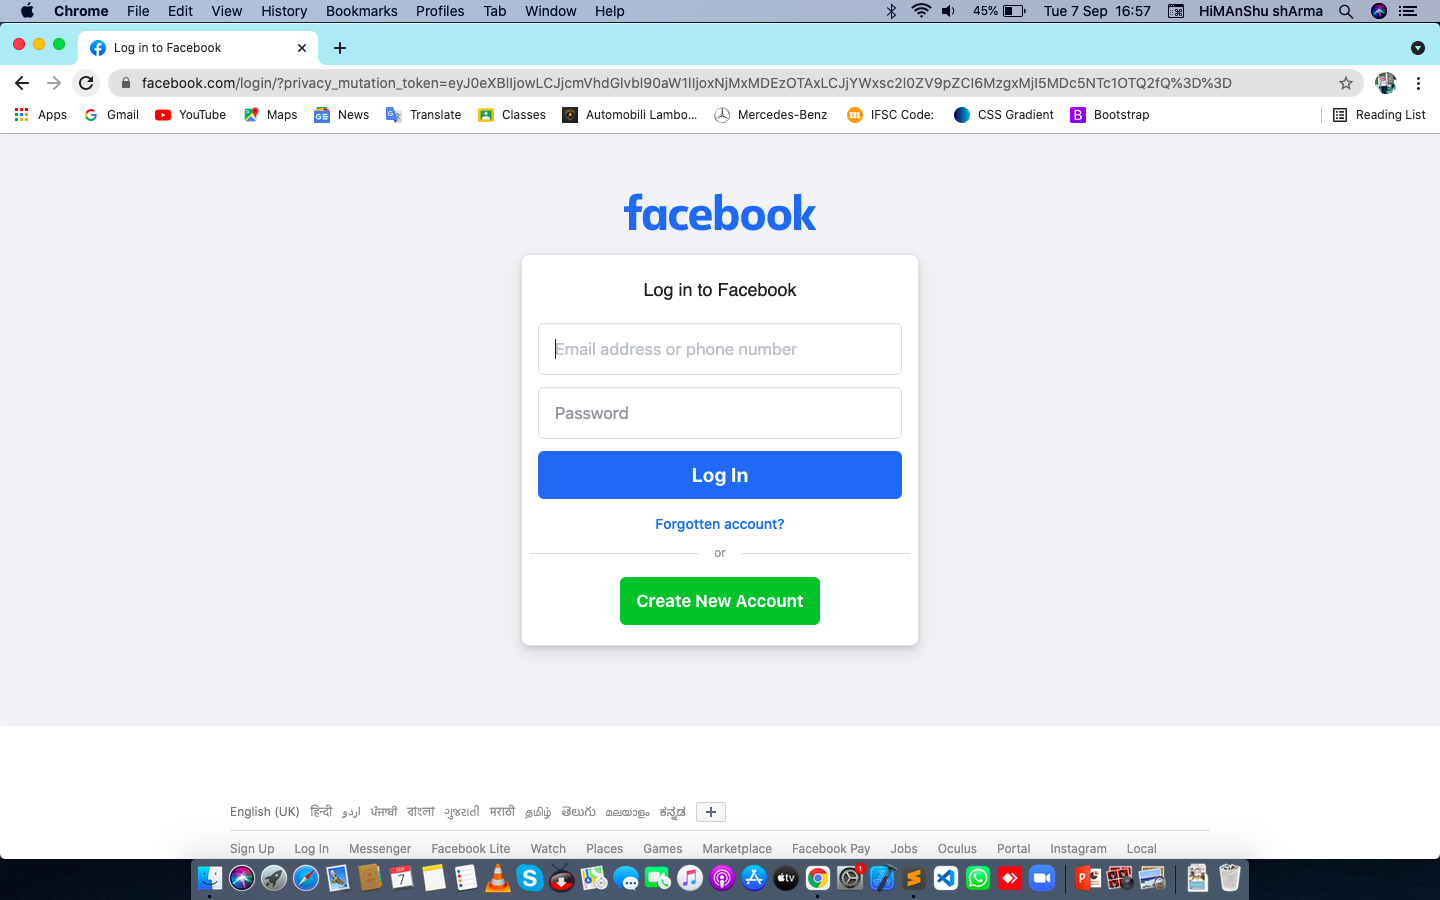 Chrome File Edit View History Bookmarks Profiles Tab Window Help 45% Tue 7 Sep 16:57 HiMAnShu shArma
Log in to Facebook
facebook.com/login/?privacy_mutation_token=eyJ0eXBlIjowLCJjcmVhdGlvbl90aW1lIjoxNjMxMDEzOTAxLCJjYWxsc2l0ZV9pZCI6MzgxMjI5MDc5NTc1OTQ2fQ%3D%3D
Apps Gmail YouTube Maps News Translate Classes Automobili Lambo... Mercedes-Benz IFSC Code: CSS Gradient Bootstrap Reading List
facebook
Log in to Facebook
Email address or phone number
Password
Log In
Forgotten account?
or
Create New Account
English (UK) हिन्दी اردو ਪੰਜਾਬੀ বাংলা ગુજરાતી मराठी தமிழ் తెలుగు മലയാളം ಕನ್ನಡ
Sign Up Log In Messenger Facebook Lite Watch Places Games Marketplace Facebook Pay Jobs Oculus Portal Instagram Local